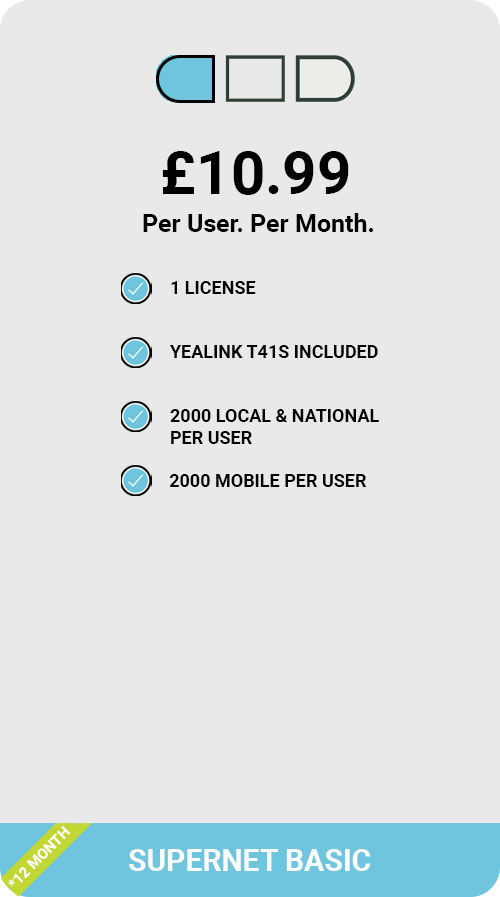 £10.99
Per User. Per Month.
1 LICENSE
YEALINK T41S INCLUDED
2000 LOCAL & NATIONAL
PER USER
2000 MOBILE PER USER
*12 MONTH
SUPERNET BASIC